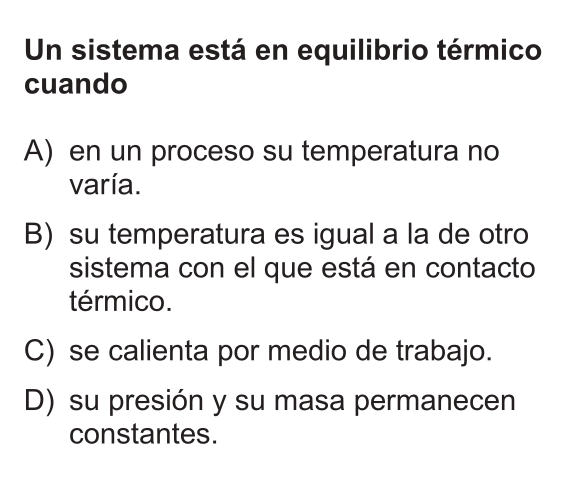 Un sistema está en equilibrio térmico
cuando
A) en un proceso su temperatura no
varía.
B) su temperatura es igual a la de otro
sistema con el que está en contacto
térmico.
C) se calienta por medio de trabajo.
D) su presión y su masa permanecen
constantes.